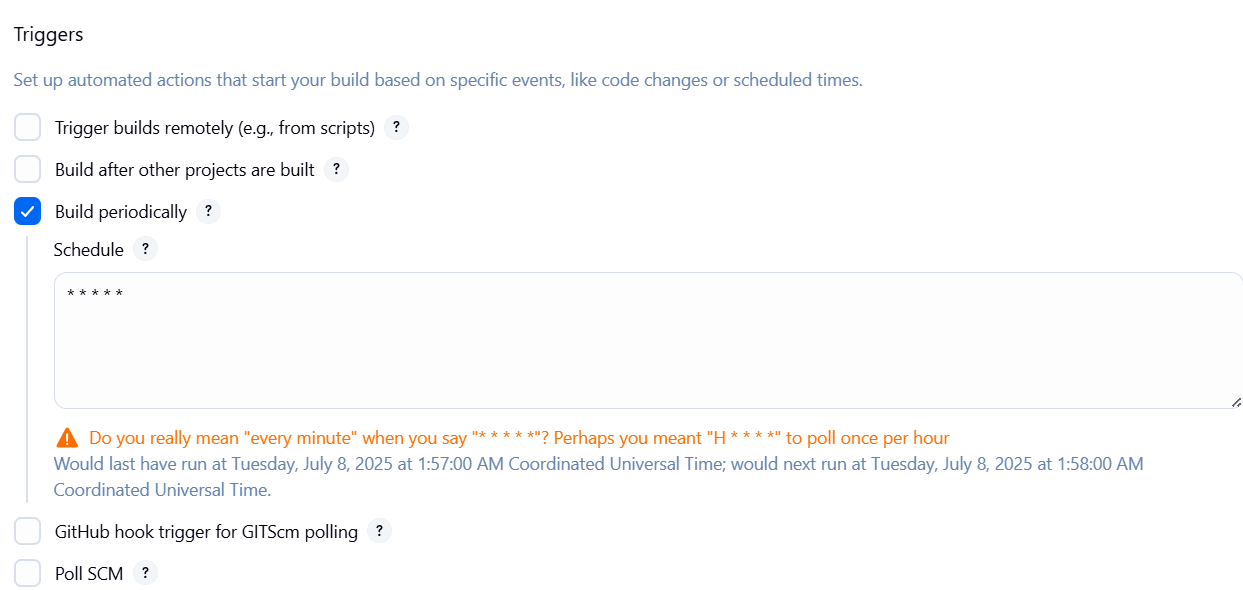 Triggers
Set up automated actions that start your build based on specific events, like code changes or scheduled times.
Trigger builds remotely (e.g., from scripts) ?
Build after other projects are built ?
Build periodically ?
Schedule ?
* * * * *
Do you really mean "every minute" when you say "* * * * *"? Perhaps you meant "H * * * *" to poll once per hour
Would last have run at Tuesday, July 8, 2025 at 1:57:00 AM Coordinated Universal Time; would next run at Tuesday, July 8, 2025 at 1:58:00 AM
Coordinated Universal Time.
GitHub hook trigger for GITScm polling ?
Poll SCM ?